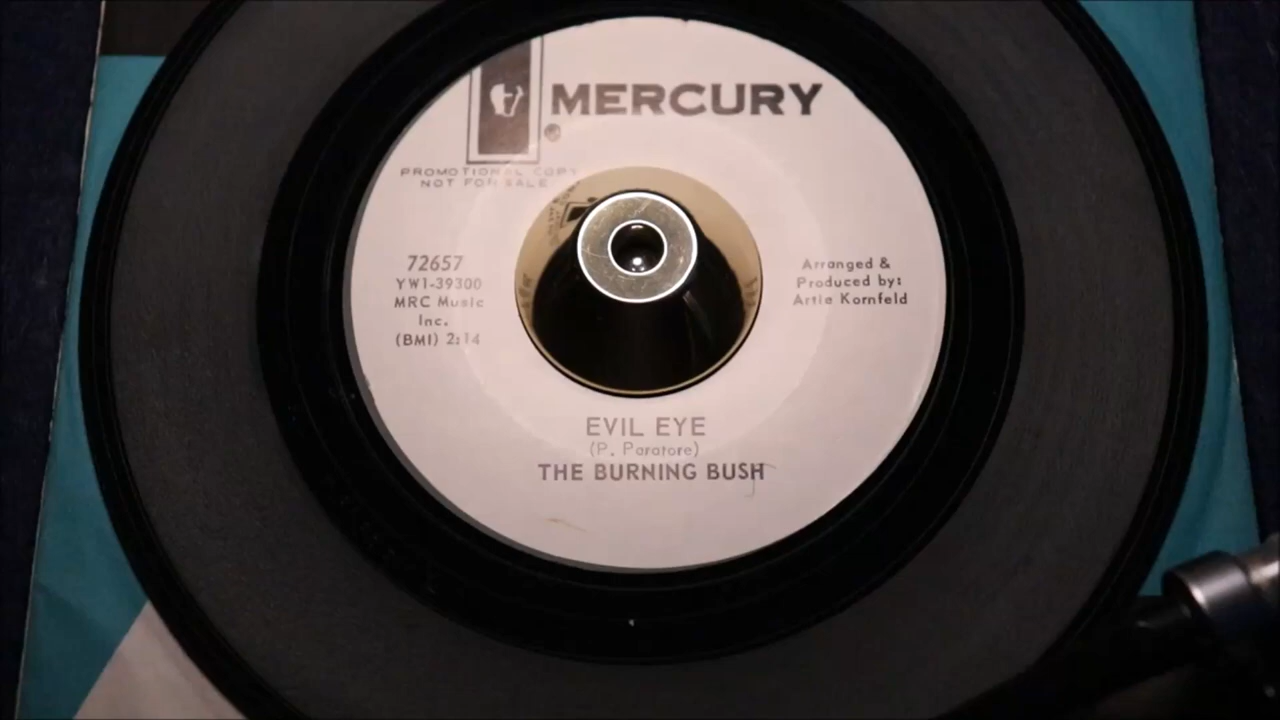 MERCURY
PROMOTIONAL COPY
NOT FOR SALE
72657
YW1-39300
MRC Music
Inc.
(BMI) 2:14
Arranged &
Produced by:
Artie Kornfeld
EVIL EYE
(P. Paratore)
THE BURNING BUSH